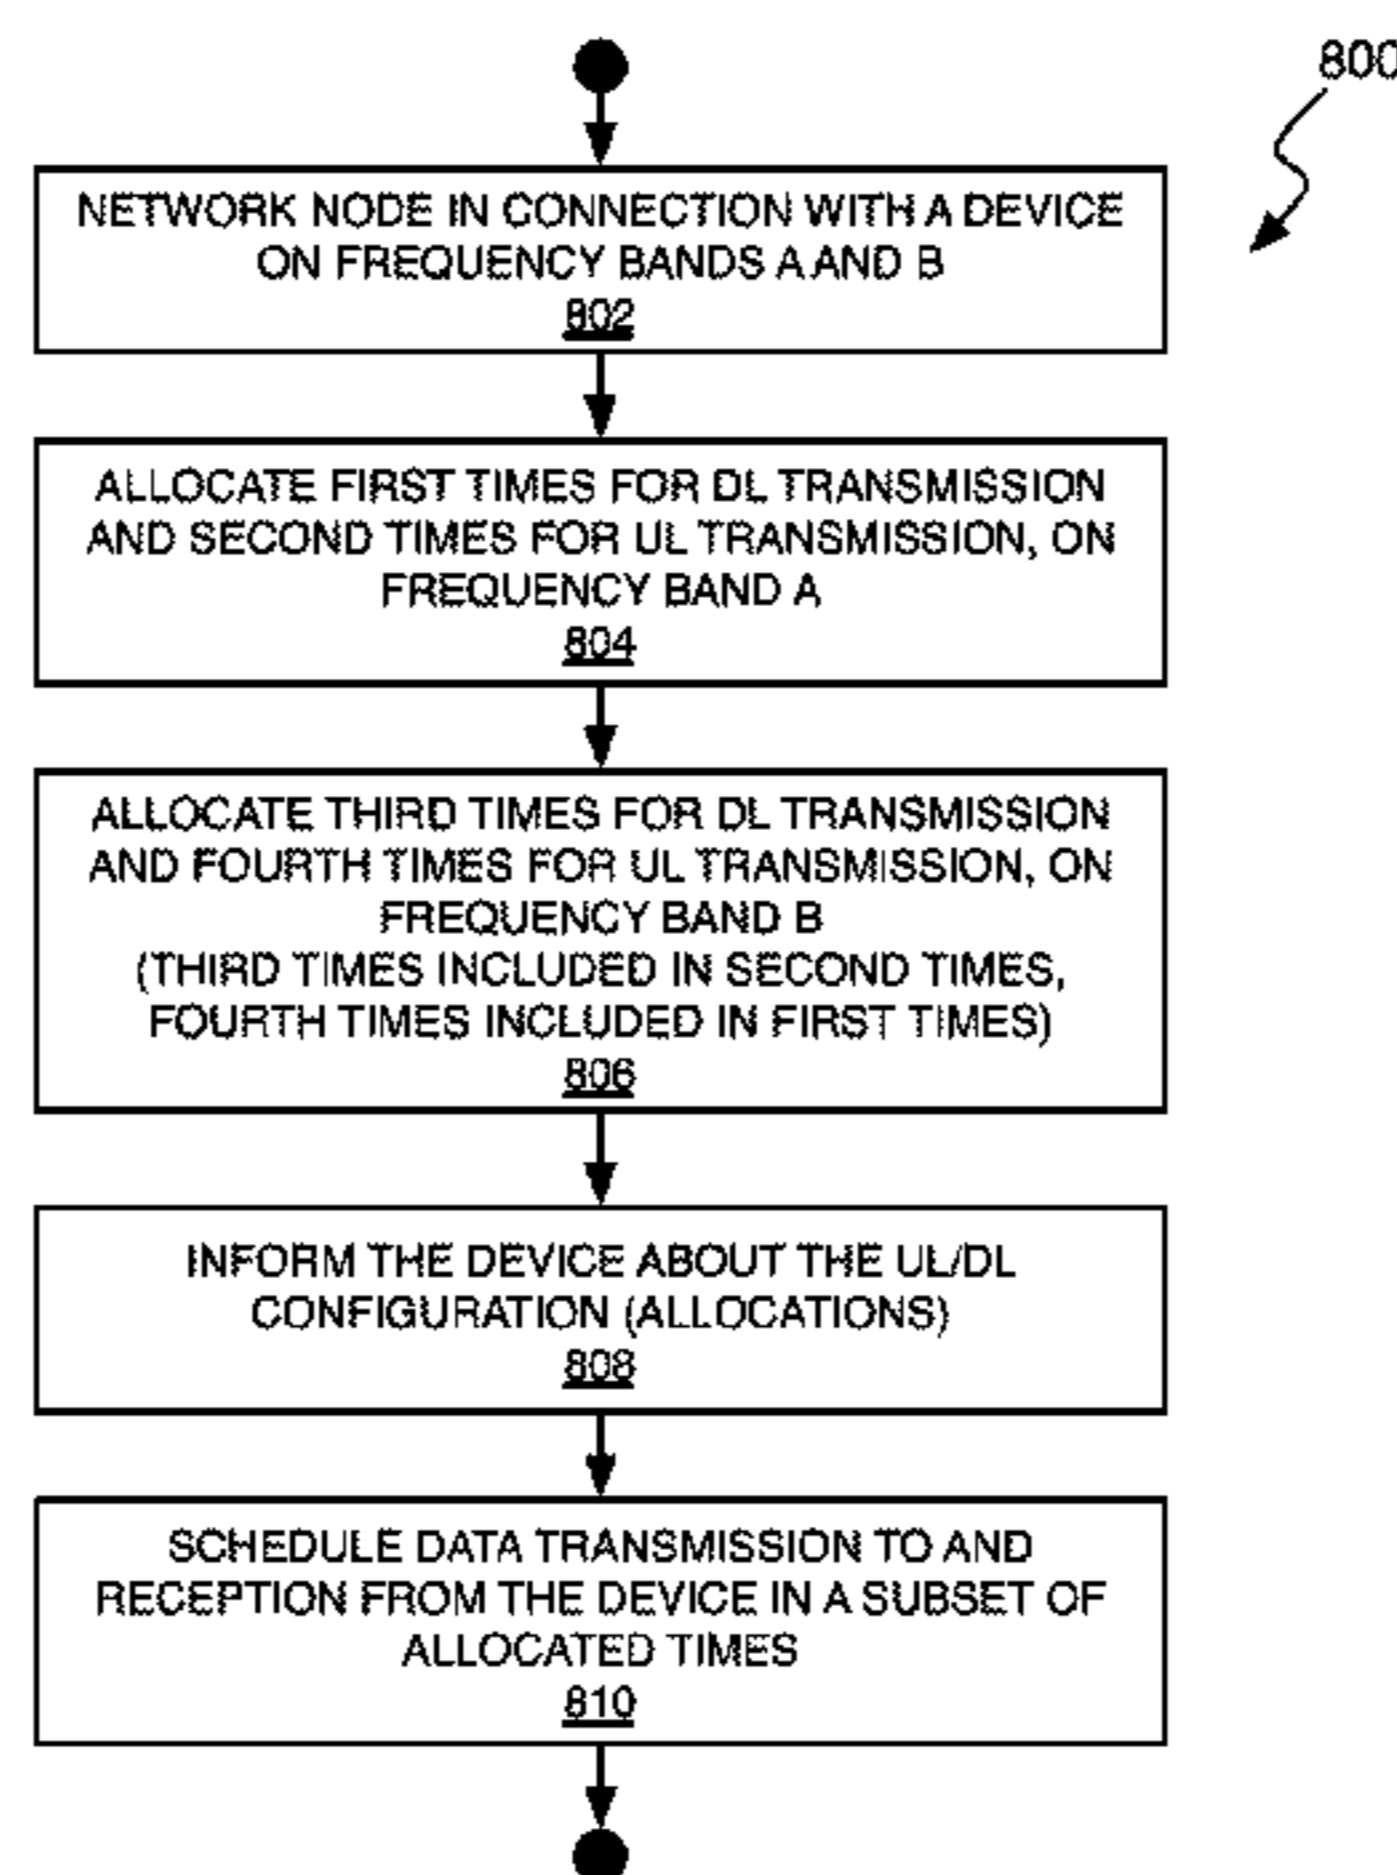 800
NETWORK NODE IN CONNECTION WITH A DEVICE
ON FREQUENCY BANDS A AND B
802
ALLOCATE FIRST TIMES FOR DL TRANSMISSION
AND SECOND TIMES FOR UL TRANSMISSION, ON
FREQUENCY BAND A
804
ALLOCATE THIRD TIMES FOR DL TRANSMISSION
AND FOURTH TIMES FOR UL TRANSMISSION, ON
FREQUENCY BAND B
(THIRD TIMES INCLUDED IN SECOND TIMES,
FOURTH TIMES INCLUDED IN FIRST TIMES)
806
INFORM THE DEVICE ABOUT THE UL/DL
CONFIGURATION (ALLOCATIONS)
808
SCHEDULE DATA TRANSMISSION TO AND
RECEPTION FROM THE DEVICE IN A SUBSET OF
ALLOCATED TIMES
810